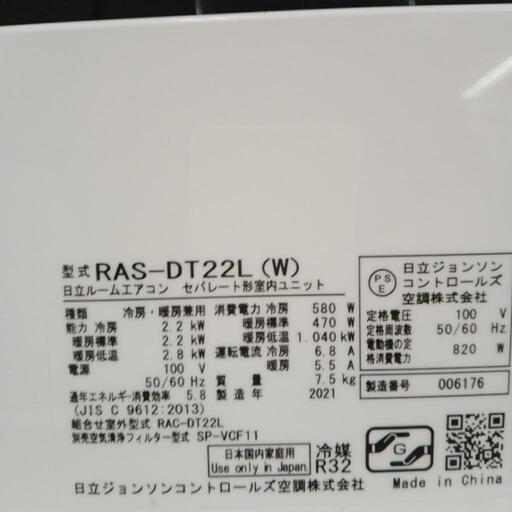 型式 RAS-DT22L (W)
日立ルームエアコン セパレート形室内ユニット
種類 冷房・暖房兼用
能力 冷房 2.2 kW
暖房標準 2.2 kW
暖房低温 2.8 kW
電源 100 V
50/60 Hz
通年エネルギー消費効率 5.8
(JIS C 9612:2013)
組合せ室外型式 RAC-DT22L
別売空気清浄フィルター型式 SP-VCF11
消費電力 冷房 580 W
暖房標準 470 W
暖房低温 1.040 kW
運転電流 冷房 6.8 A
暖房 5.5 A
質量 7.5 kg
製造年 2021
日本国内家庭用
Use only in Japan.
冷媒
R32
日立ジョンソンコントロールズ空調株式会社
PSE
日立ジョンソン
コントロールズ
空調株式会社
定格電圧 100 V
定格周波数 50/60 Hz
電動機の定
格消費電力 820 W
製造番号 006176
G
Made in China